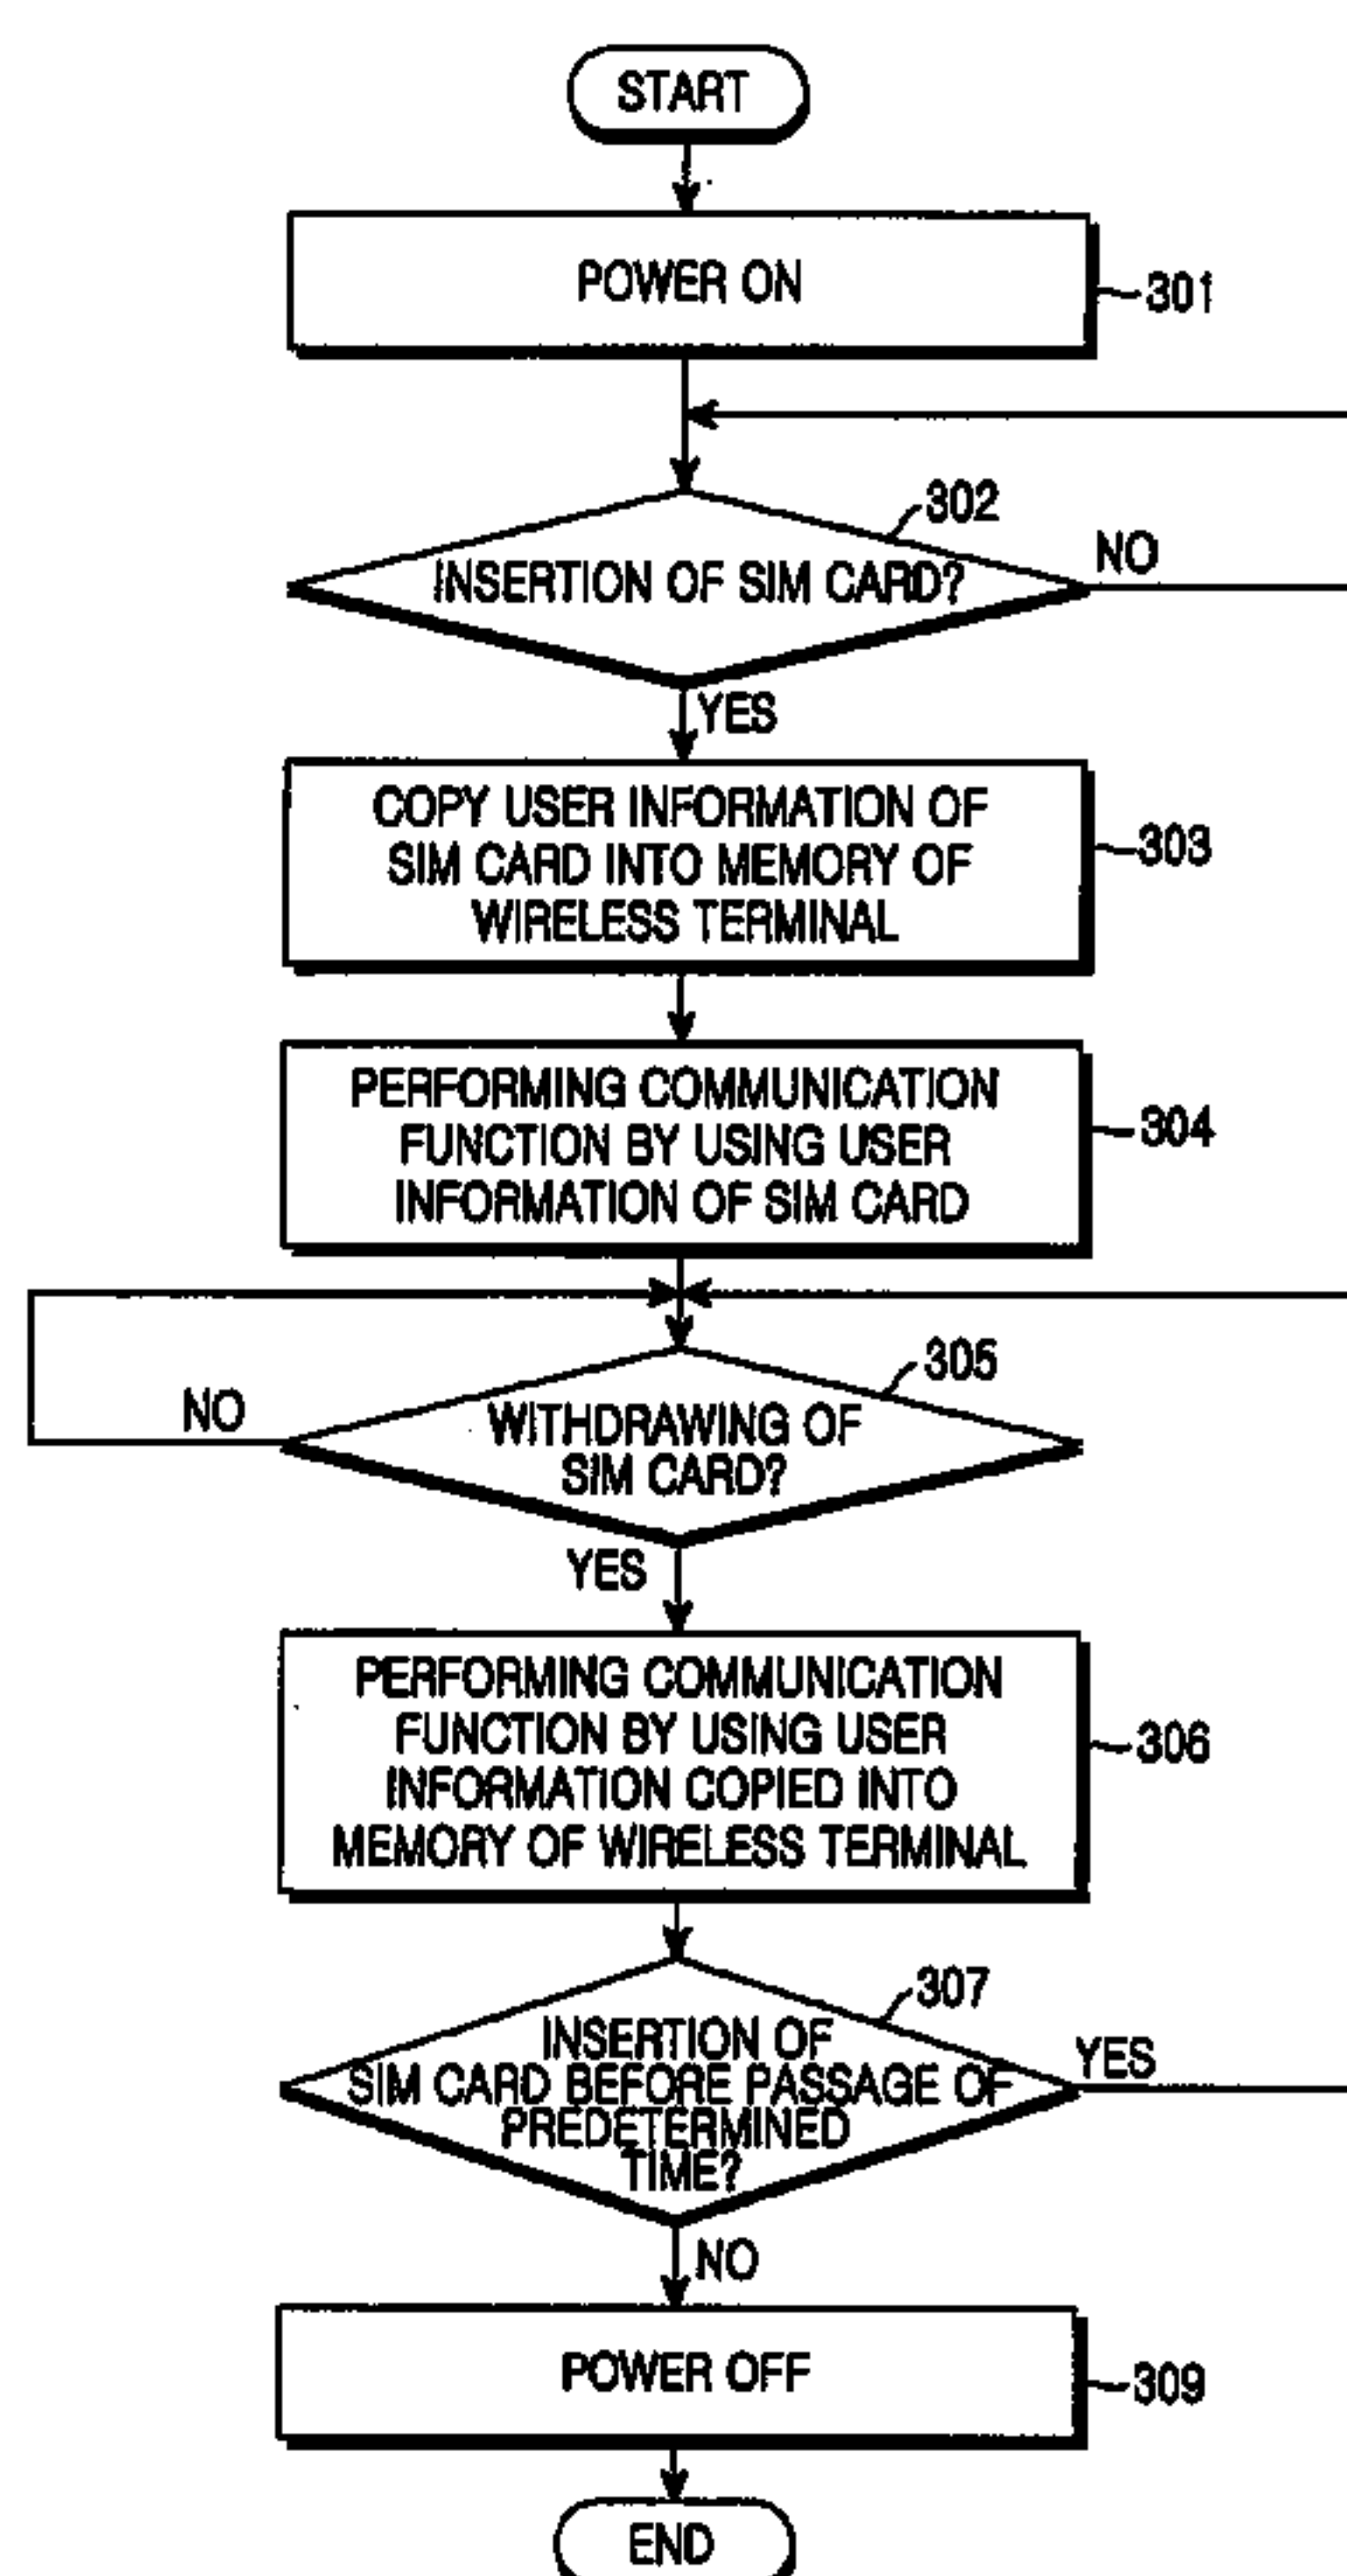 START
POWER ON
301
302
INSERTION OF SIM CARD?
NO
YES
COPY USER INFORMATION OF
SIM CARD INTO MEMORY OF
WIRELESS TERMINAL
303
PERFORMING COMMUNICATION
FUNCTION BY USING USER
INFORMATION OF SIM CARD
304
305
NO
WITHDRAWING OF
SIM CARD?
YES
PERFORMING COMMUNICATION
FUNCTION BY USING USER
INFORMATION COPIED INTO
MEMORY OF WIRELESS TERMINAL
306
307
INSERTION OF
SIM CARD BEFORE PASSAGE OF
PREDETERMINED
TIME?
YES
NO
POWER OFF
309
END